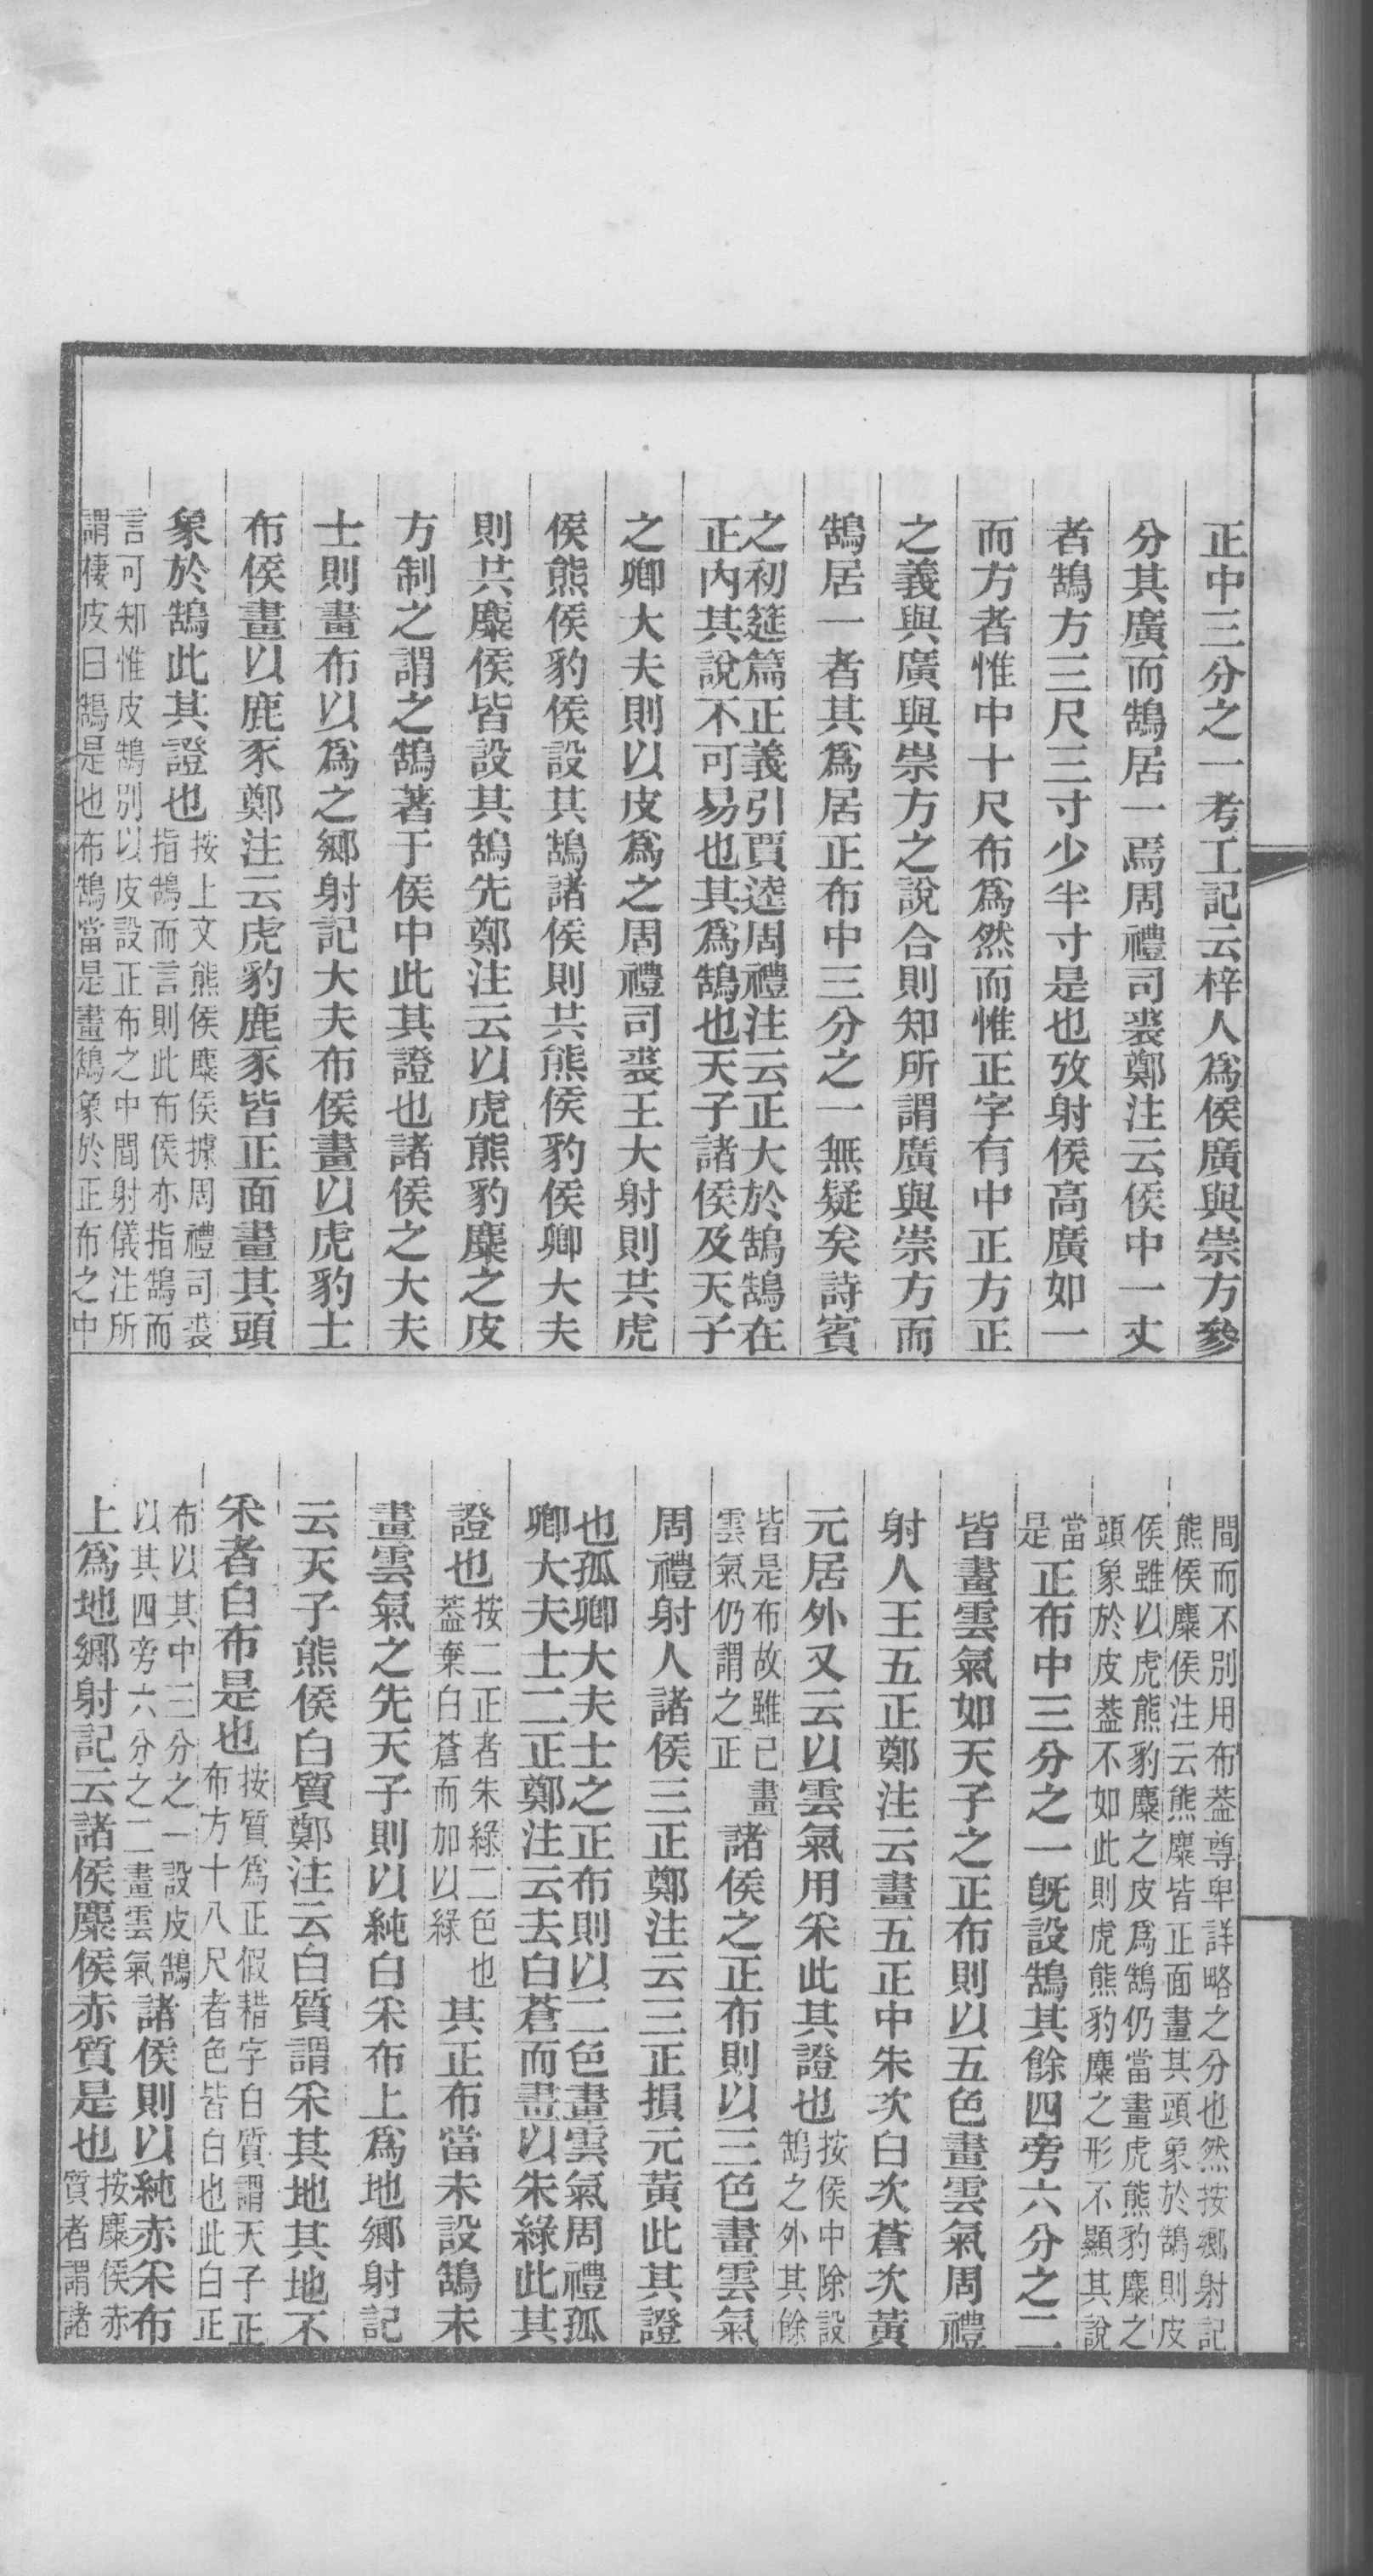 正中三分之一考工記云梓人爲侯廣與崇方參
分其廣而鵠居一焉周禮司裘鄭注云侯中一丈
者鵠方三尺三寸少半寸是也攷射侯高廣如一
而方者惟中十尺布爲然而惟正字有中正方正
之義與廣與崇方之說合則知所謂廣與崇方而
鵠居一者其爲居正布中三分之一無疑矣詩賓
之初筵篇正義引賈逵周禮注云正大於鵠鵠在
正內其說不可易也其爲鵠也天子諸侯及天子
之卿大夫則以皮爲之周禮司裘王大射則共虎
侯熊侯豹侯設其鵠諸侯則共熊侯豹侯卿大夫
則共麋侯皆設其鵠先鄭注云以虎熊豹麋之皮
方制之謂之鵠著于侯中此其證也諸侯之大夫
士則畫布以爲之鄉射記大夫布侯畫以虎豹士
布侯畫以鹿豕鄭注云虎豹鹿豕皆正面畫其頭
象於鵠此其證也
按上文熊侯麋侯據周禮司裘
指鵠而言則此布侯亦指鵠而
言可知惟皮鵠別以皮設正布之中間射儀注所
謂棲皮曰鵠是也布鵠當是畫鵠象於正布之中
間而不別用布葢尊卑詳略之分也然按鄉射記
熊侯麋侯注云熊麋皆正面畫其頭象於鵠則皮
侯雖以虎熊豹麋之皮爲鵠仍當畫虎熊豹麋之
頭象於皮葢不如此則虎熊豹麋之形不顯其說
當
是
正布中三分之一旣設鵠其餘四旁六分之二
皆畫雲氣如天子之正布則以五色畫雲氣周禮
射人王五正鄭注云畫五正中朱次白次蒼次黃
元居外又云以雲氣用采此其證也
按侯中除設
鵠之外其餘
皆是布故雖已畫
雲氣仍謂之正
諸侯之正布則以三色畫雲氣
周禮射人諸侯三正鄭注云三正損元黃此其證
也孤卿大夫士之正布則以二色畫雲氣周禮孤
卿大夫士二正鄭注云去白蒼而畫以朱綠此其
證也
按二正者朱綠二色也
葢棄白蒼而加以綠
其正布當未設鵠未
畫雲氣之先天子則以純白采布上爲地鄉射記
云天子熊侯白質鄭注云白質謂采其地其地不
采者白布是也
按質爲正假耤字白質謂天子正
布方十八尺者色皆白也此白正
布以其中三分之一設皮鵠
以其四旁六分之二畫雲氣
諸侯則以純赤采布
上爲地鄉射記云諸侯麋侯赤質是也
按麋侯赤
質者謂諸